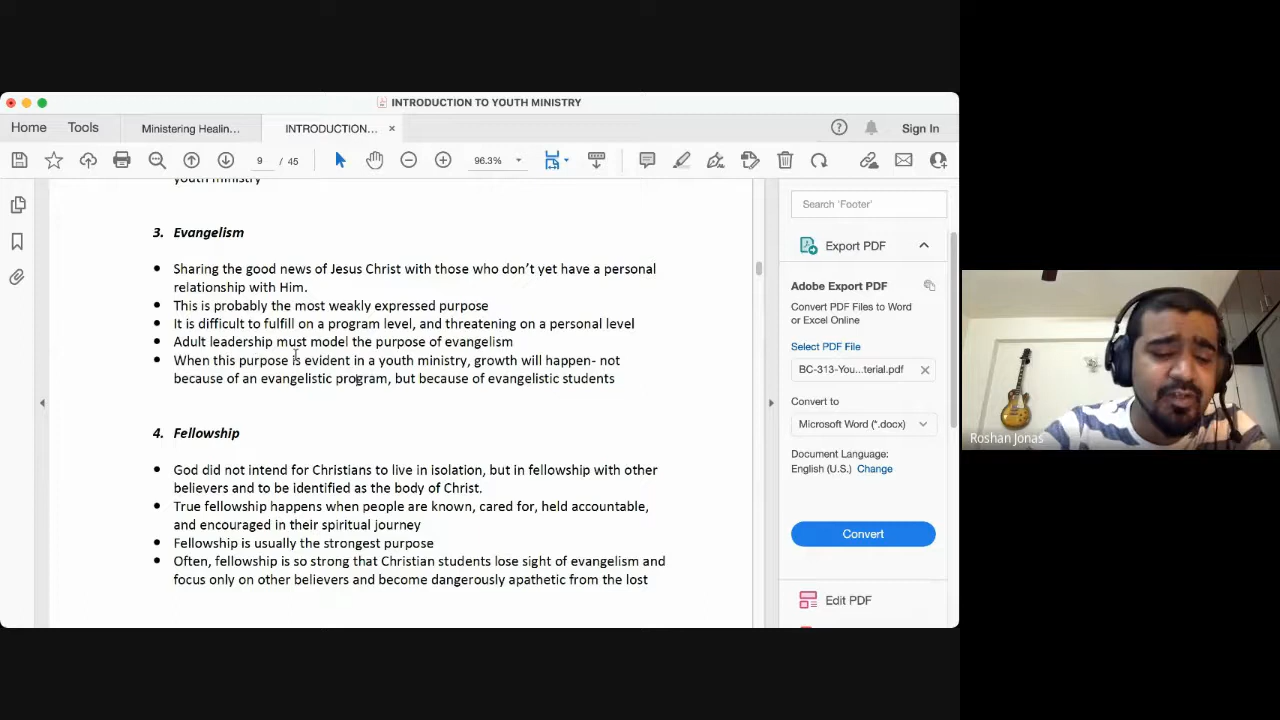 INTRODUCTION TO YOUTH MINISTRY
Home
Tools
Ministering Healin...
INTRODUCTION...
×
Sign In
9
/ 45
96.3%
youth ministry
3. Evangelism
• Sharing the good news of Jesus Christ with those who don’t yet have a personal
relationship with Him.
• This is probably the most weakly expressed purpose
• It is difficult to fulfill on a program level, and threatening on a personal level
• Adult leadership must model the purpose of evangelism
• When this purpose is evident in a youth ministry, growth will happen- not
because of an evangelistic program, but because of evangelistic students
4. Fellowship
• God did not intend for Christians to live in isolation, but in fellowship with other
believers and to be identified as the body of Christ.
• True fellowship happens when people are known, cared for, held accountable,
and encouraged in their spiritual journey
• Fellowship is usually the strongest purpose
• Often, fellowship is so strong that Christian students lose sight of evangelism and
focus only on other believers and become dangerously apathetic from the lost
Search 'Footer'
Export PDF
Adobe Export PDF
Convert PDF Files to Word
or Excel Online
Select PDF File
BC-313-You...terial.pdf
Convert to
Microsoft Word (*.docx)
Document Language:
English (U.S.) Change
Convert
Edit PDF
Roshan Jonas